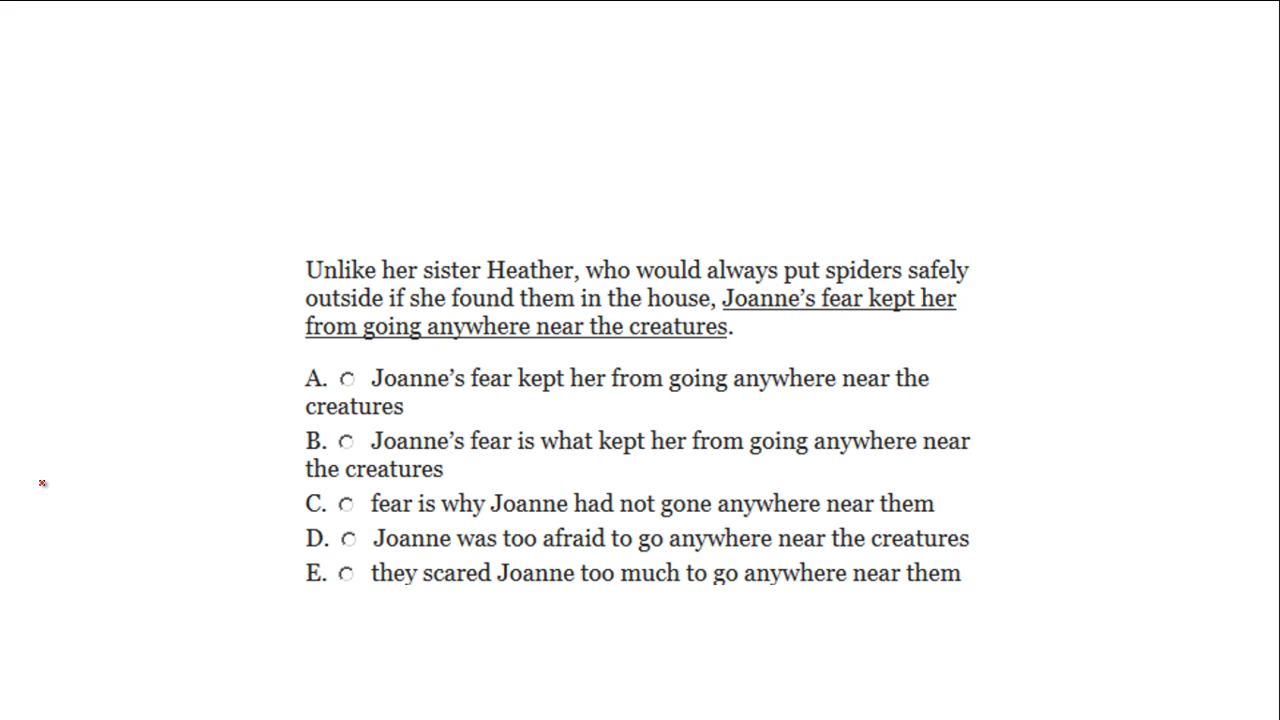 Unlike her sister Heather, who would always put spiders safely
outside if she found them in the house, Joanne’s fear kept her
from going anywhere near the creatures.
A. Joanne’s fear kept her from going anywhere near the
creatures
B. Joanne’s fear is what kept her from going anywhere near
the creatures
C. fear is why Joanne had not gone anywhere near them
D. Joanne was too afraid to go anywhere near the creatures
E. they scared Joanne too much to go anywhere near them